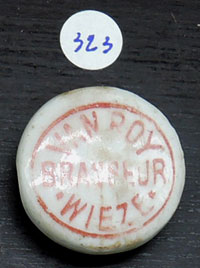 323
VAN ROY
BRASSEUR
• WIEZE •